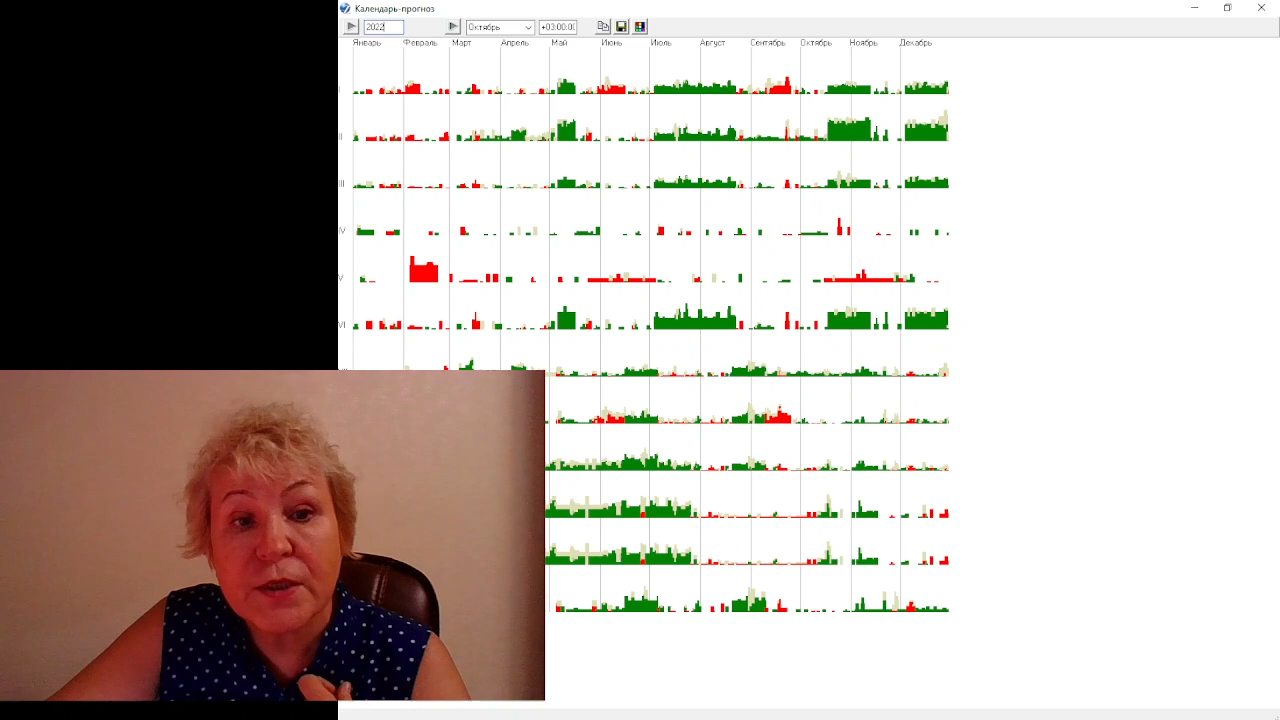 Календарь-прогноз
2022
Октябрь
+03:00:00
Январь Февраль Март Апрель Май Июнь Июль Август Сентябрь Октябрь Ноябрь Декабрь
I
II
III
IV
V
VI